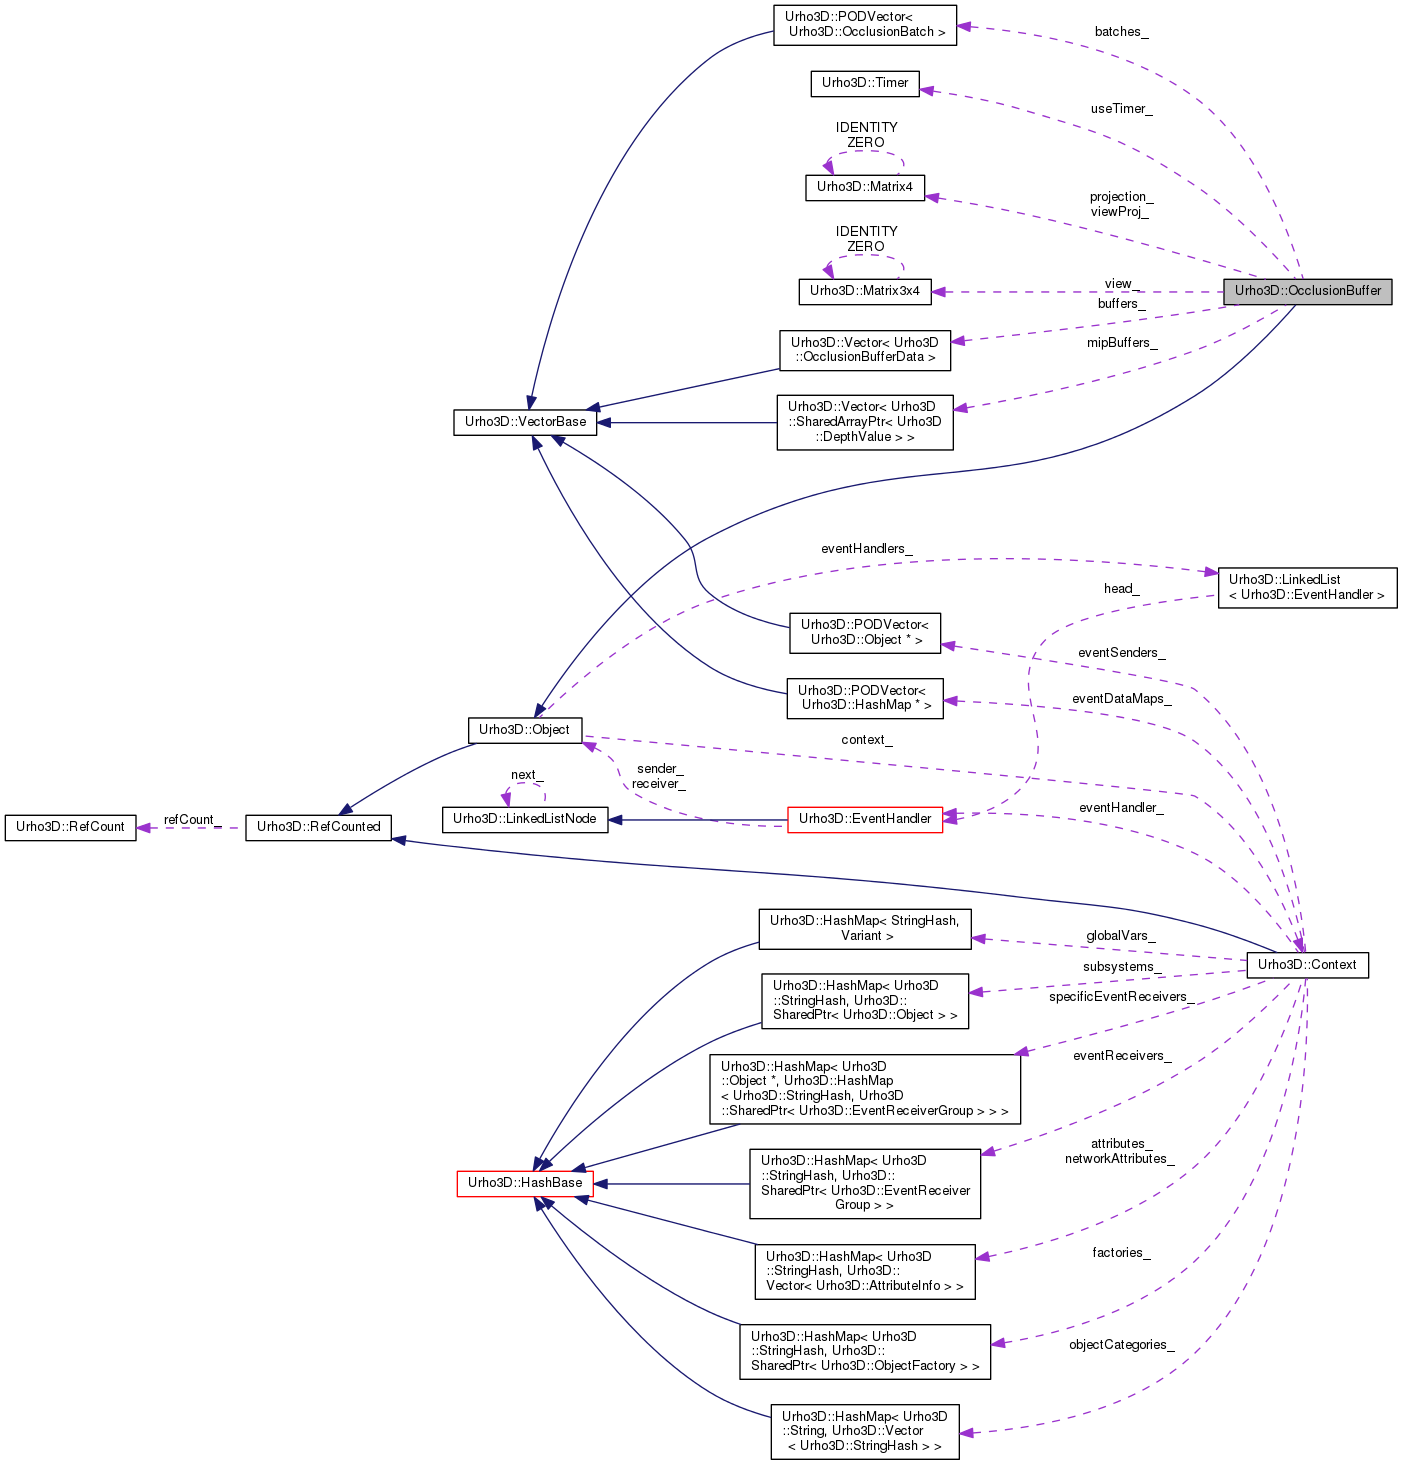 Urho3D::PODVector<
Urho3D::OcclusionBatch >
batches_
Urho3D::Timer
useTimer_
IDENTITY
ZERO
Urho3D::Matrix4
projection_
viewProj_
IDENTITY
ZERO
Urho3D::Matrix3x4
view_
Urho3D::OcclusionBuffer
buffers_
Urho3D::Vector< Urho3D
::OcclusionBufferData >
mipBuffers_
Urho3D::Vector< Urho3D
::SharedArrayPtr< Urho3D
::DepthValue > >
Urho3D::VectorBase
eventHandlers_
Urho3D::LinkedList
< Urho3D::EventHandler >
head_
Urho3D::PODVector<
Urho3D::Object * >
eventSenders_
Urho3D::PODVector<
Urho3D::HashMap * >
eventDataMaps_
Urho3D::Object
context_
sender_
receiver_
next_
eventHandler_
Urho3D::RefCount
refCount_
Urho3D::RefCounted
Urho3D::LinkedListNode
Urho3D::EventHandler
Urho3D::HashMap< StringHash,
Variant >
globalVars_
Urho3D::Context
subsystems_
Urho3D::HashMap< Urho3D
::StringHash, Urho3D::
SharedPtr< Urho3D::Object > >
specificEventReceivers_
Urho3D::HashMap< Urho3D
::Object *, Urho3D::HashMap
< Urho3D::StringHash, Urho3D
::SharedPtr< Urho3D::EventReceiverGroup > > >
eventReceivers_
Urho3D::HashMap< Urho3D
::StringHash, Urho3D::
SharedPtr< Urho3D::EventReceiver
Group > >
attributes_
networkAttributes_
Urho3D::HashBase
Urho3D::HashMap< Urho3D
::StringHash, Urho3D::
Vector< Urho3D::AttributeInfo > >
factories_
Urho3D::HashMap< Urho3D
::StringHash, Urho3D::
SharedPtr< Urho3D::ObjectFactory > >
objectCategories_
Urho3D::HashMap< Urho3D
::String, Urho3D::Vector
< Urho3D::StringHash > >